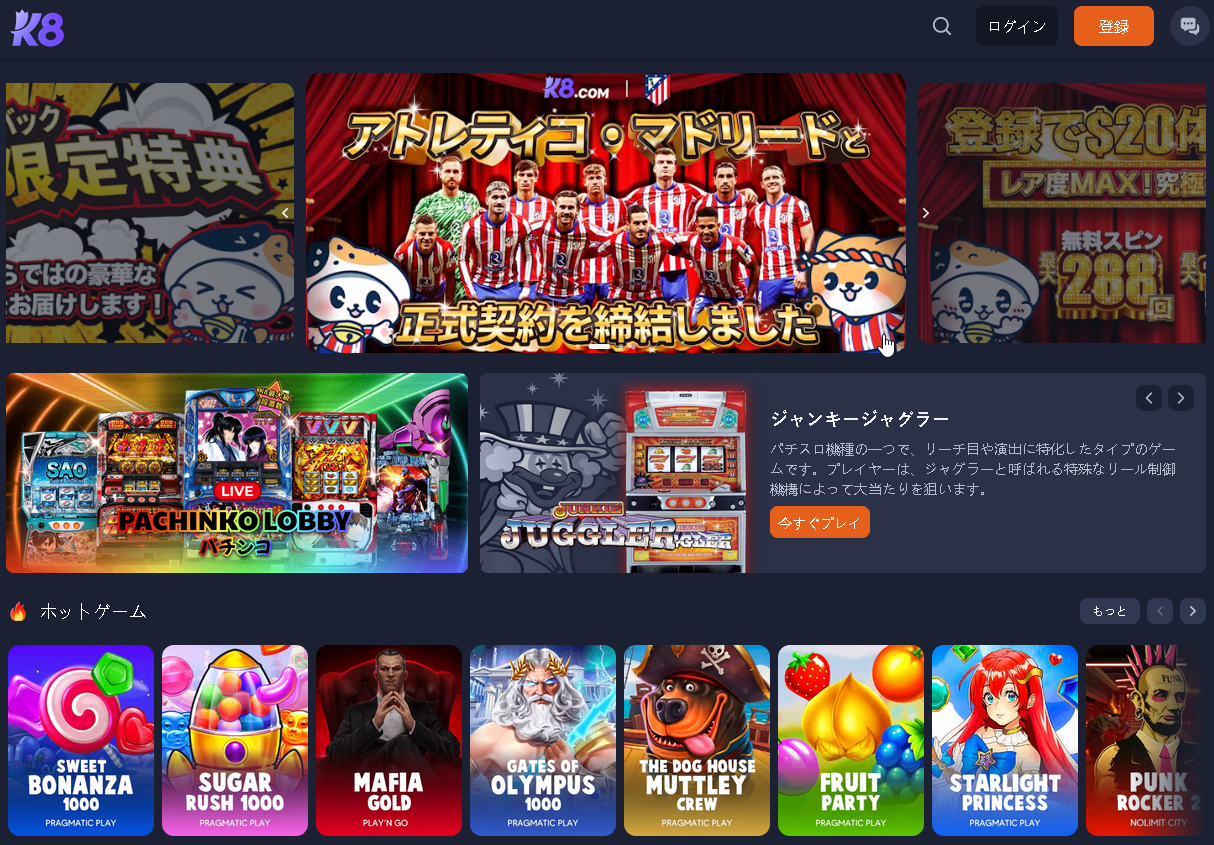 K8
ログイン
登録
バック
限定特典
らではの豪華な
お届けします！
K8.COM
アトレティコ・マドリードと
正式契約を締結しました
登録で$20体
レア度MAX！究極
無料スピン
最大288回
SAO
VVV
LIVE
PACHINKO LOBBY
パチンコ
JUNKIE
JUGGLER
ジャンキージャグラー
パチスロ機種の一つで、リーチ目や演出に特化したタイプのゲー
ムです。プレイヤーは、ジャグラーと呼ばれる特殊なリール制御
機構によって大当たりを狙います。
今すぐプレイ
ホットゲーム
もっと
SWEET
BONANZA
1000
PRAGMATIC PLAY
SUGAR
RUSH 1000
PRAGMATIC PLAY
MAFIA
GOLD
PLAY'N GO
GATES OF
OLYMPUS
1000
PRAGMATIC PLAY
THE DOG HOUSE
MUTTLEY
CREW
PRAGMATIC PLAY
FRUIT
PARTY
PRAGMATIC PLAY
STARLIGHT
PRINCESS
PRAGMATIC PLAY
PUNK
PUNK
ROCKER 2
NOLIMIT CITY